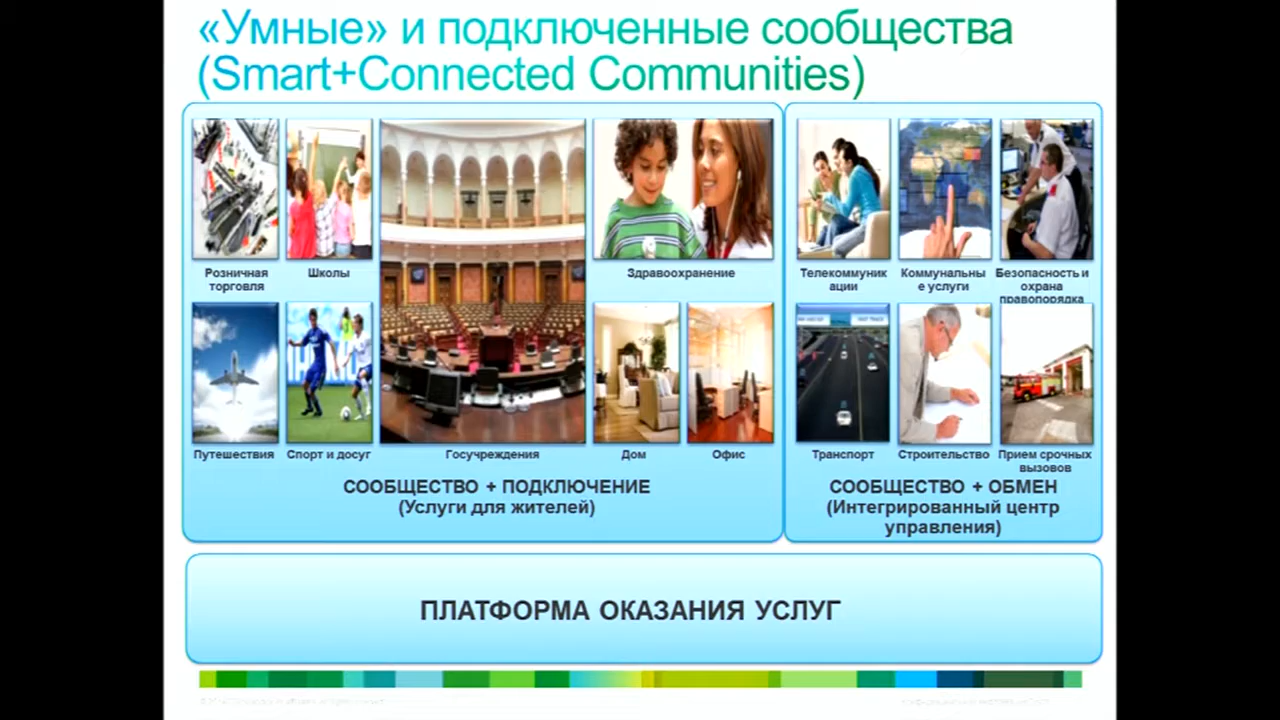 «Умные» и подключенные сообщества
(Smart+Connected Communities)
Розничная
торговля
Школы
Здравоохранение
Телекоммуник
ации
Коммунальны
е услуги
Безопасность и
охрана
правопорядка
Путешествия
Спорт и досуг
Госучреждения
Дом
Офис
Транспорт
Строительство
Прием срочных
вызовов
СООБЩЕСТВО + ПОДКЛЮЧЕНИЕ
(Услуги для жителей)
СООБЩЕСТВО + ОБМЕН
(Интегрированный центр
управления)
ПЛАТФОРМА ОКАЗАНИЯ УСЛУГ